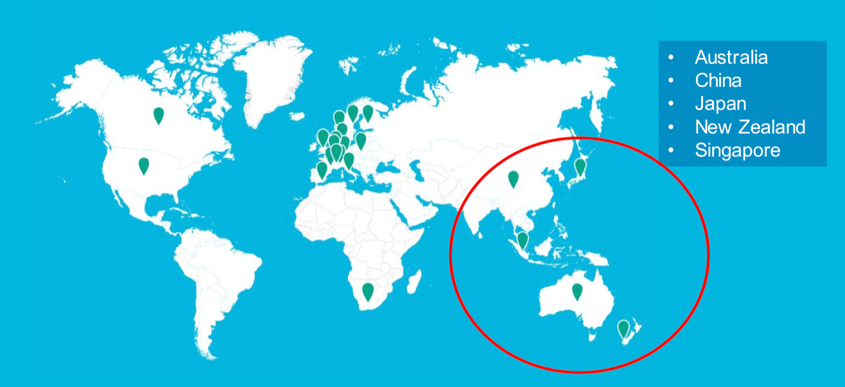 • Australia
• China
• Japan
• New Zealand
• Singapore